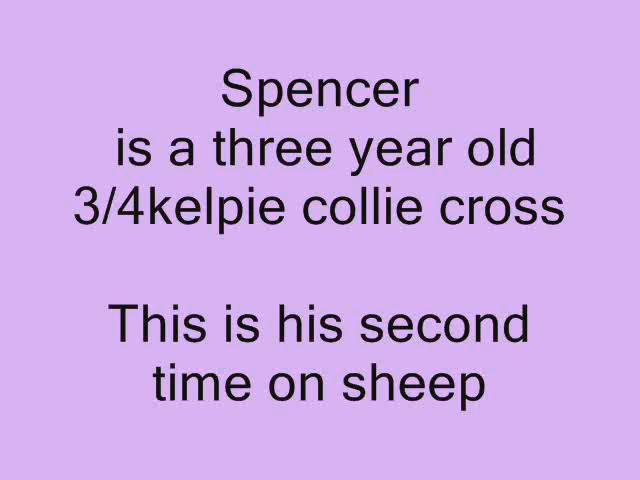 Spencer
is a three year old
3/4kelpie collie cross
This is his second
time on sheep